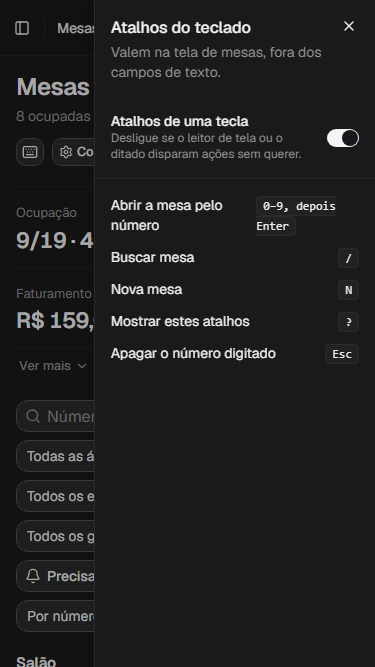 Mesas
Mesas
8 ocupadas
Co
Ocupação
9/19 · 4
Faturamento
R$ 159,
Ver mais
Númer
Todas as á
Todos os e
Todos os g
Precisa
Por númer
Salão
Atalhos do teclado
Valem na tela de mesas, fora dos
campos de texto.
Atalhos de uma tecla
Desligue se o leitor de tela ou o
ditado disparam ações sem querer.
Abrir a mesa pelo
número
0–9, depois
Enter
Buscar mesa
/
Nova mesa
N
Mostrar estes atalhos
?
Apagar o número digitado
Esc